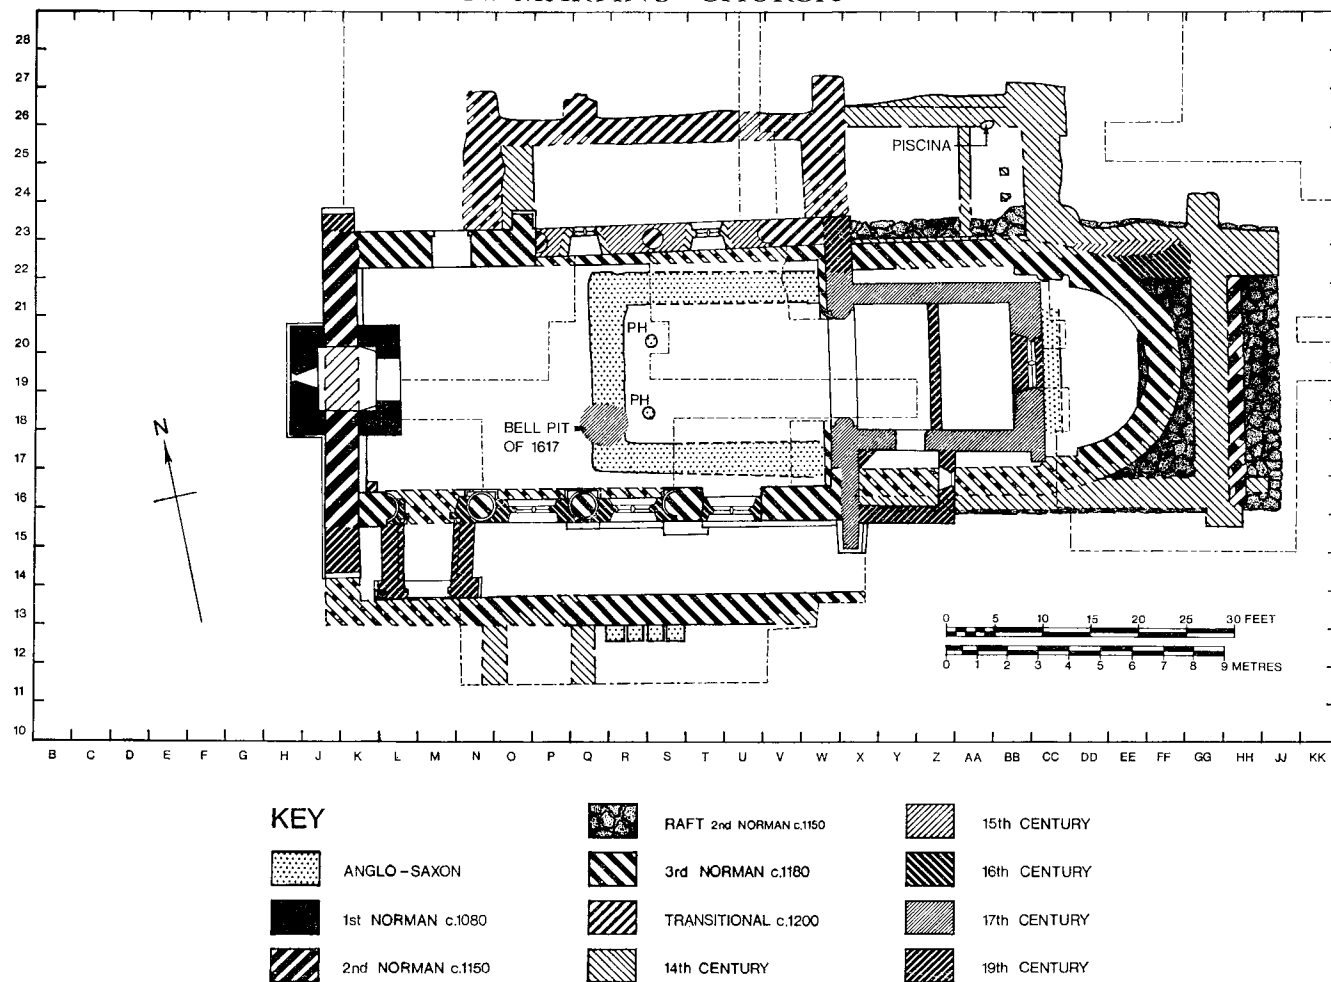 28
27
26
25
24
23
22
21
20
19
18
17
16
15
14
13
12
11
10
PISCINA
PH
PH
BELL PIT
OF 1617
N
0 5 10 15 20 25 30 FEET
0 1 2 3 4 5 6 7 8 9 METRES
B C D E F G H J K L M N O P Q R S T U V W X Y Z AA BB CC DD EE FF GG HH JJ KK
KEY
ANGLO-SAXON
1st NORMAN c.1080
2nd NORMAN c.1150
RAFT 2nd NORMAN c.1150
3rd NORMAN c.1180
TRANSITIONAL c.1200
14th CENTURY
15th CENTURY
16th CENTURY
17th CENTURY
19th CENTURY